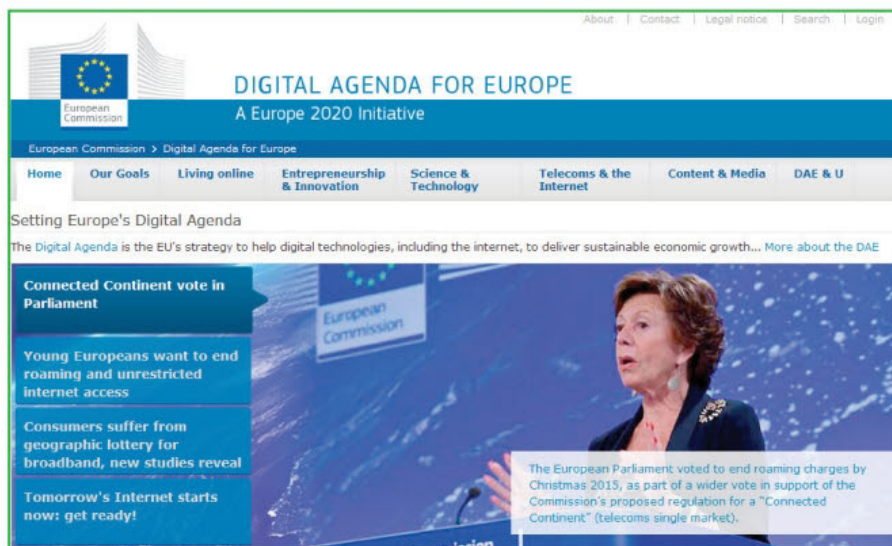 About | Contact | Legal notice | Search | Login
European
Commission
DIGITAL AGENDA FOR EUROPE
A Europe 2020 Initiative
European Commission > Digital Agenda for Europe
Home Our Goals Living online Entrepreneurship & Innovation Science & Technology Telecoms & the Internet Content & Media DAE & U
Setting Europe's Digital Agenda
The Digital Agenda is the EU's strategy to help digital technologies, including the internet, to deliver sustainable economic growth... More about the DAE
Connected Continent vote in
Parliament
Young Europeans want to end
roaming and unrestricted
internet access
Consumers suffer from
geographic lottery for
broadband, new studies reveal
Tomorrow's Internet starts
now: get ready!
European
Commission
The European Parliament voted to end roaming charges by
Christmas 2015, as part of a wider vote in support of the
Commission's proposed regulation for a "Connected
Continent" (telecoms single market).